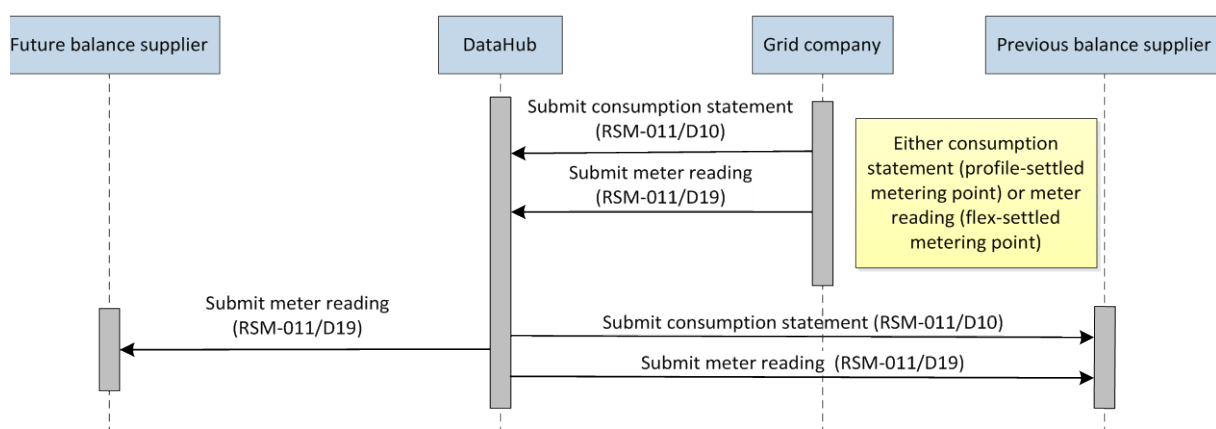 Future balance supplier
DataHub
Grid company
Previous balance supplier
Submit consumption statement
(RSM-011/D10)
Submit meter reading
(RSM-011/D19)
Either consumption
statement (profile-settled
metering point) or meter
reading (flex-settled
metering point)
Submit meter reading
(RSM-011/D19)
Submit consumption statement (RSM-011/D10)
Submit meter reading (RSM-011/D19)